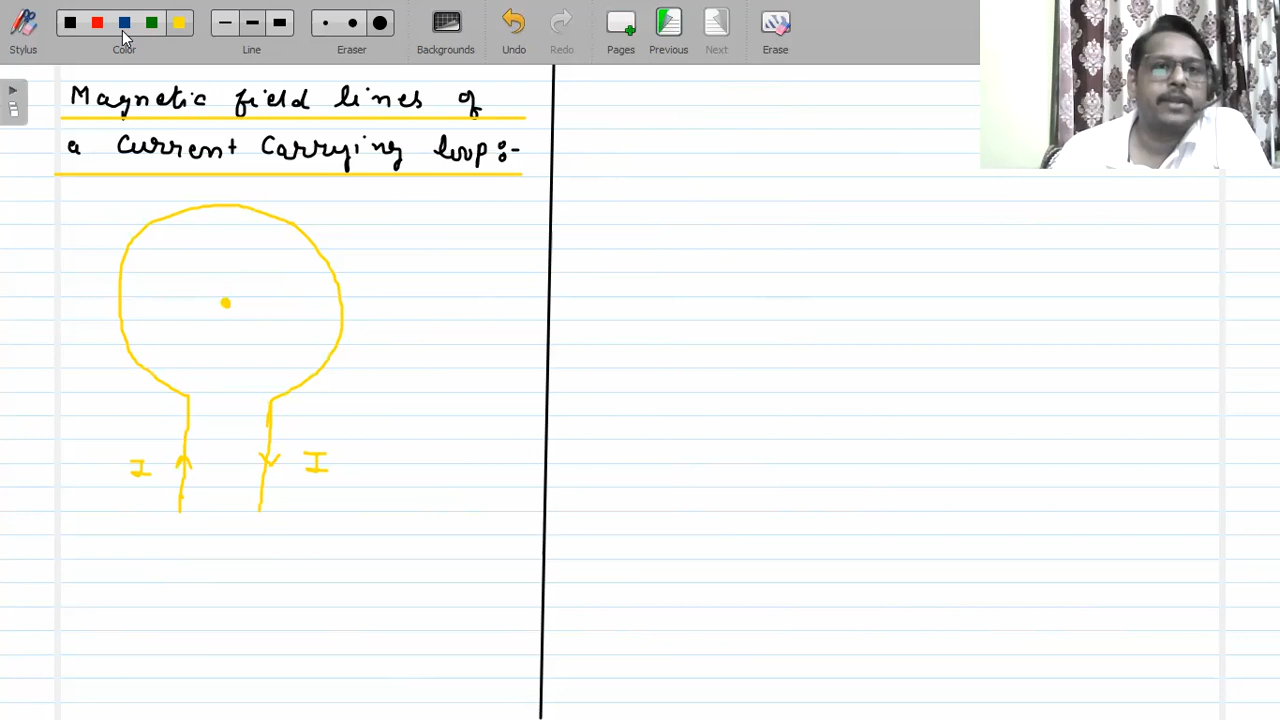 Stylus
Color
Line
Eraser
Backgrounds
Undo
Redo
Pages
Previous
Next
Erase
Magnetic field lines of
a Current Carrying loop :-
I
I